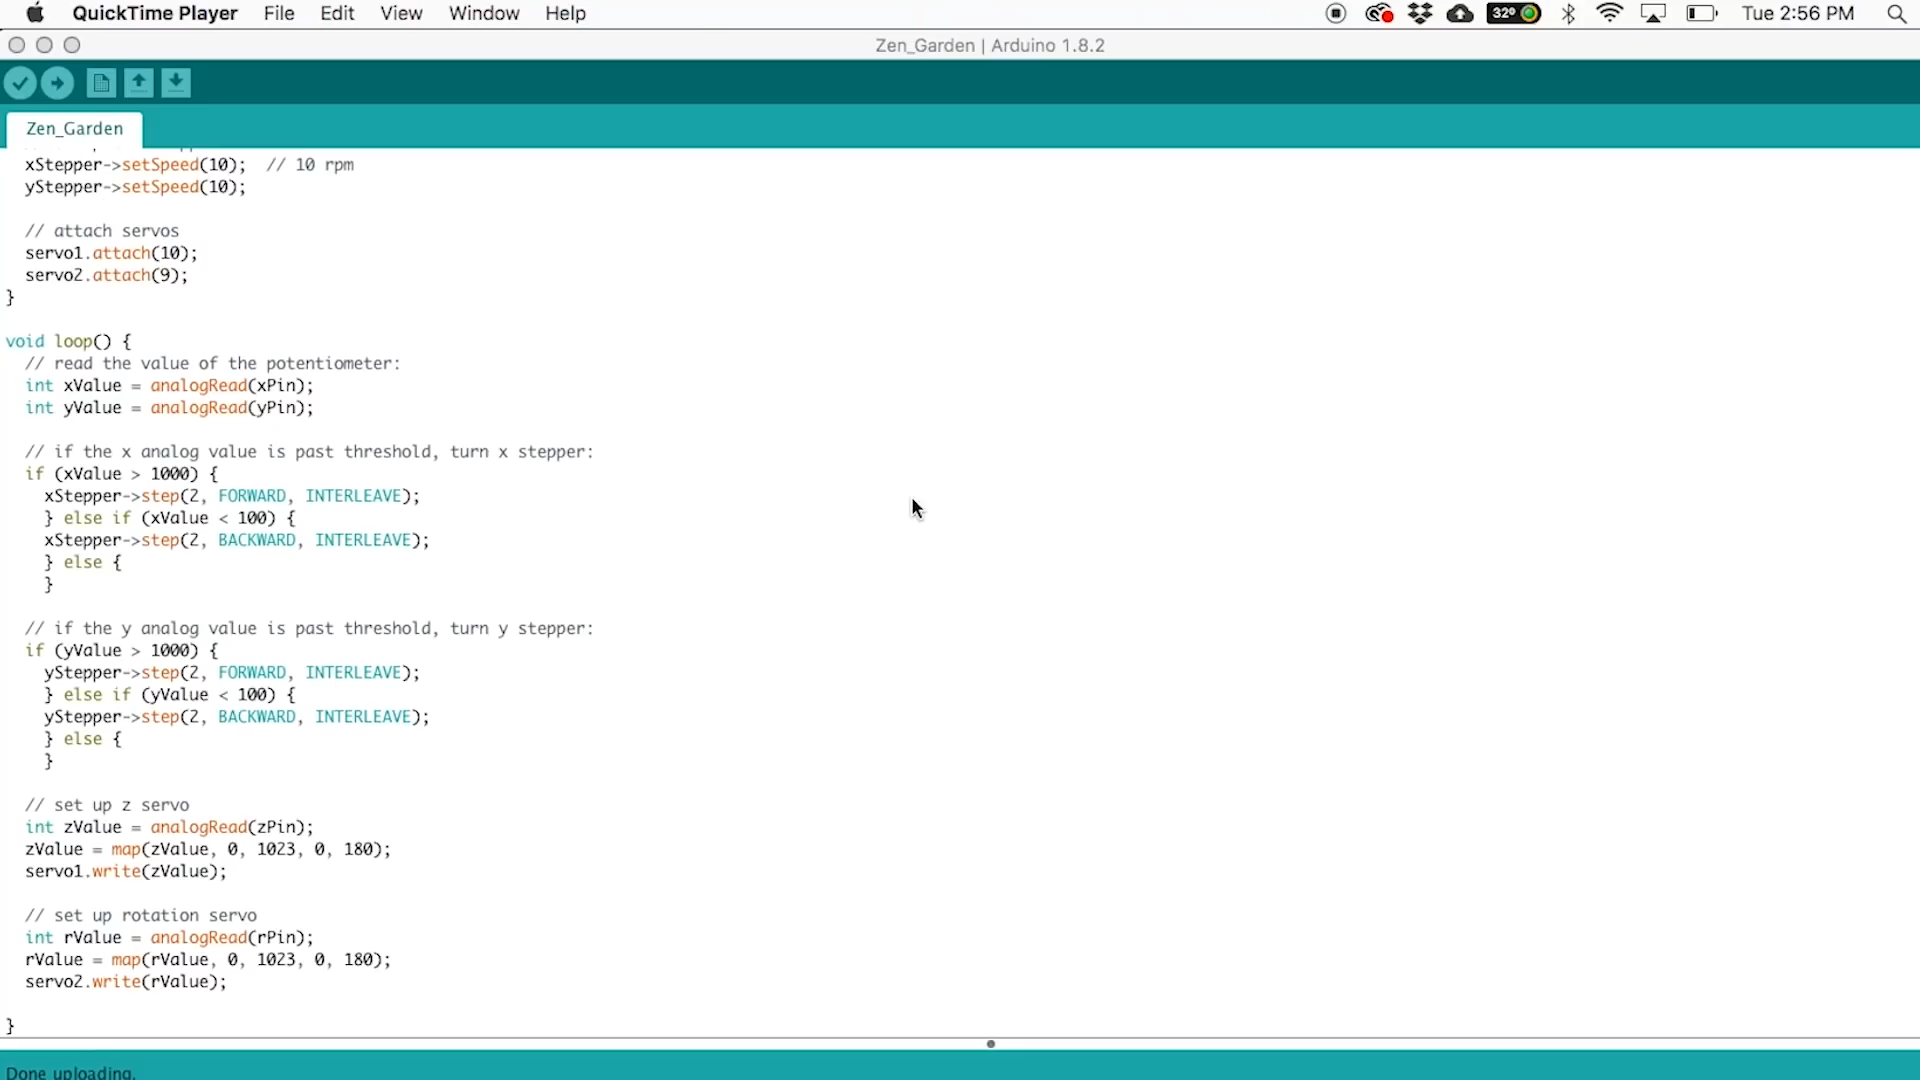 QuickTime Player File Edit View Window Help 32° Tue 2:56 PM
Zen_Garden | Arduino 1.8.2
Zen_Garden
xStepper->setSpeed(10);  // 10 rpm
yStepper->setSpeed(10);
// attach servos
servo1.attach(10);
servo2.attach(9);
}
void loop() {
// read the value of the potentiometer:
int xValue = analogRead(xPin);
int yValue = analogRead(yPin);
// if the x analog value is past threshold, turn x stepper:
if (xValue > 1000) {
xStepper->step(2, FORWARD, INTERLEAVE);
} else if (xValue < 100) {
xStepper->step(2, BACKWARD, INTERLEAVE);
} else {
}
// if the y analog value is past threshold, turn y stepper:
if (yValue > 1000) {
yStepper->step(2, FORWARD, INTERLEAVE);
} else if (yValue < 100) {
yStepper->step(2, BACKWARD, INTERLEAVE);
} else {
}
// set up z servo
int zValue = analogRead(zPin);
zValue = map(zValue, 0, 1023, 0, 180);
servo1.write(zValue);
// set up rotation servo
int rValue = analogRead(rPin);
rValue = map(rValue, 0, 1023, 0, 180);
servo2.write(rValue);
}
Done uploading.